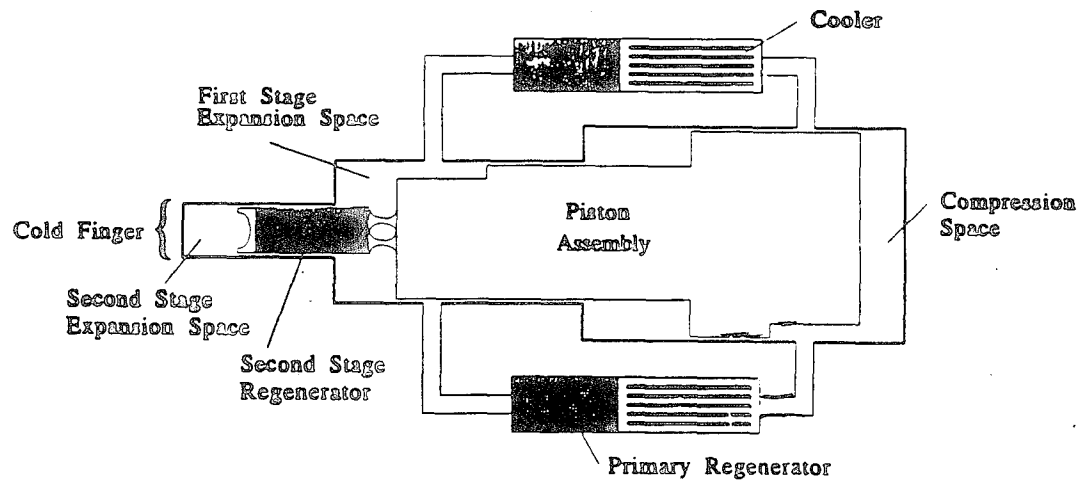 Cooler
First Stage
Expansion Space
Piston
Assembly
Compression
Space
Cold Finger
Second Stage
Expansion Space
Second Stage
Regenerator
Primary Regenerator